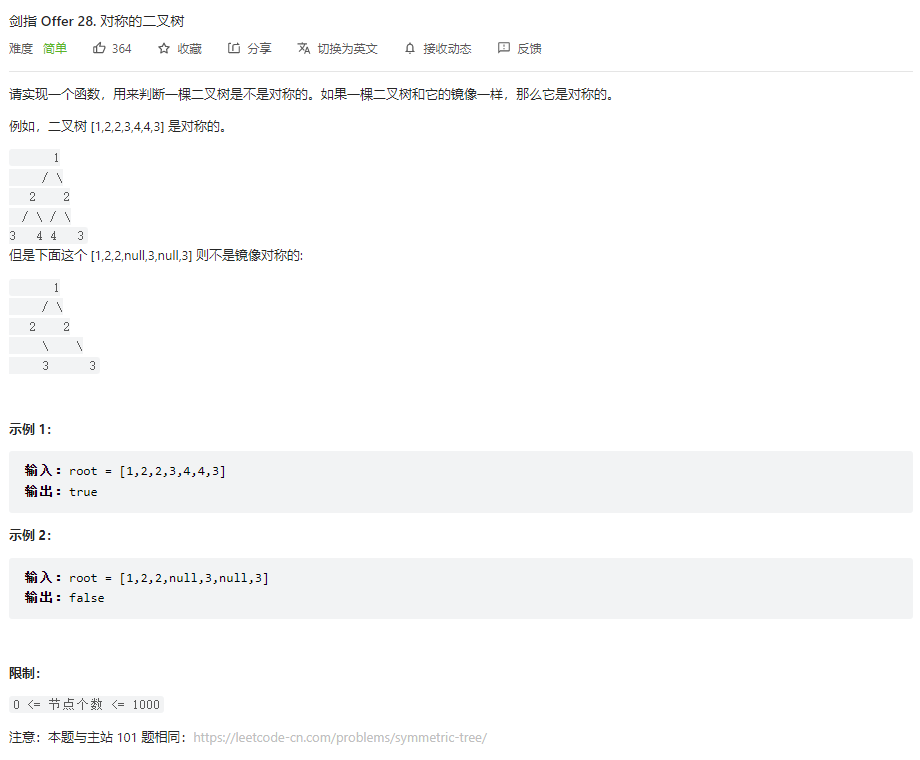 剑指 Offer 28. 对称的二叉树
难度 简单 364 收藏 分享 切换为英文 接收动态 反馈
请实现一个函数，用来判断一棵二叉树是不是对称的。如果一棵二叉树和它的镜像一样，那么它是对称的。
例如，二叉树 [1,2,2,3,4,4,3] 是对称的。
1
/ \
2 2
/ \ / \
3 4 4 3
但是下面这个 [1,2,2,null,3,null,3] 则不是镜像对称的:
1
/ \
2 2
\ \
3 3
示例 1：
输入：root = [1,2,2,3,4,4,3]
输出：true
示例 2：
输入：root = [1,2,2,null,3,null,3]
输出：false
限制：
0 <= 节点个数 <= 1000
注意：本题与主站 101 题相同：https://leetcode-cn.com/problems/symmetric-tree/